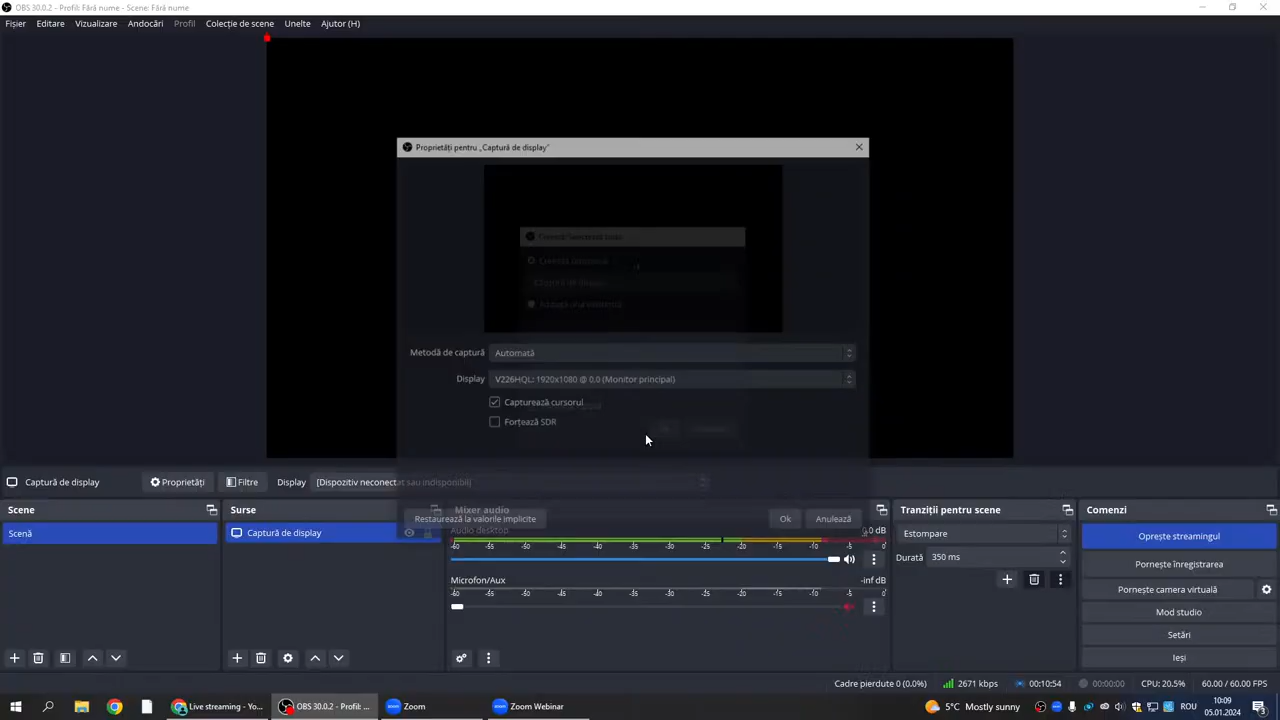 OBS 30.0.2 - Profil: Fără nume - Scene: Fără nume
Fișier Editare Vizualizare Andocări Profil Colecție de scene Unelte Ajutor (H)
Proprietăți pentru „Captură de display”
Metodă de captură Automată
Display V226HQL: 1920x1080 @ 0.0 (Monitor principal)
Capturează cursorul
Forțează SDR
Captură de display Proprietăți Filtre Display [Dispozitiv neconectat sau indisponibil]
Restaurează la valorile implicite Ok Anulează
Scene Surse Mixer audio Tranziții pentru scene Comenzi
Scenă Captură de display Audio desktop 0.0 dB Estompare Oprește streamingul
-60 -55 -50 -45 -40 -35 -30 -25 -20 -15 -10 -5 0
Durată 350 ms Pornește înregistrarea
Microfon/Aux -inf dB
-60 -55 -50 -45 -40 -35 -30 -25 -20 -15 -10 -5 0
Pornește camera virtuală
Mod studio
Setări
Ieși
Cadre pierdute 0 (0.0%) 2671 kbps 00:10:54 00:00:00 CPU: 20.5% 60.00 / 60.00 FPS
Live streaming - Yo... OBS 30.0.2 - Profil: ... Zoom Zoom Webinar 5°C Mostly sunny ROU 10:09
05.01.2024